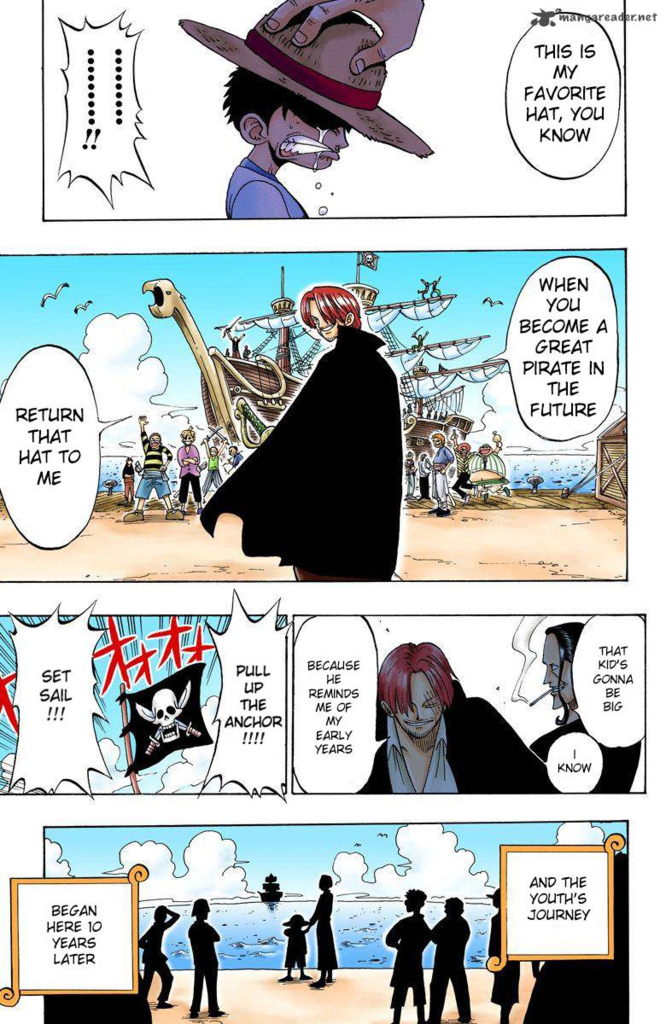 mangareader.net
THIS IS
MY
FAVORITE
HAT, YOU
KNOW
.........
......!!
WHEN
YOU
BECOME A
GREAT
PIRATE IN
THE
FUTURE
RETURN
THAT
HAT TO
ME
THAT
KID'S
GONNA
BE
BIG
I
KNOW
BECAUSE
HE
REMINDS
ME OF
MY
EARLY
YEARS
PULL
UP
THE
ANCHOR
!!!!
オオオオ
SET
SAIL
!!!
AND THE
YOUTH'S
JOURNEY
BEGAN
HERE 10
YEARS
LATER